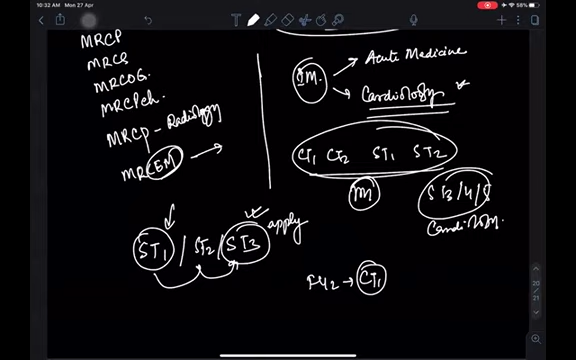 10:32 AM Mon 27 Apr
MRCP
MRCS
MRCOG.
MRCPch.
MRCP - Radiology
MRCEM →
IM. → Acute Medicine
→ Cardiology
CT1 CT2 ST1 ST2
IM
ST3/4/5
Cardiology.
ST1 / ST2 / ST3 apply
FY2 → CT1
20
21